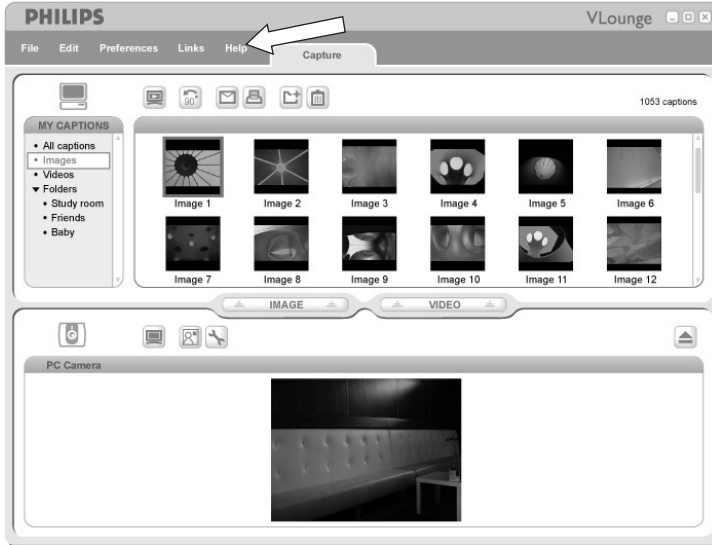 PHILIPS VLounge
File Edit Preferences Links Help Capture
90°
1053 captions
MY CAPTIONS
• All captions
• Images
• Videos
▼ Folders
• Study room
• Friends
• Baby
Image 1 Image 2 Image 3 Image 4 Image 5 Image 6
Image 7 Image 8 Image 9 Image 10 Image 11 Image 12
IMAGE VIDEO
PC Camera